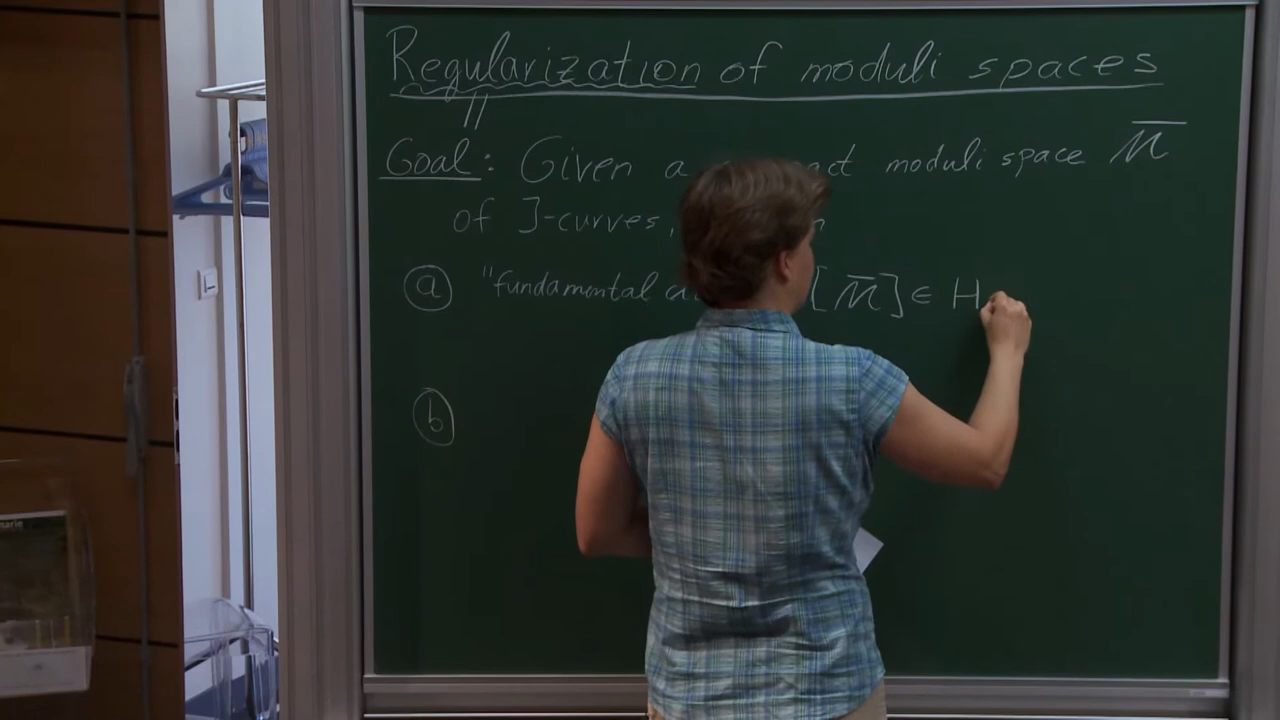 Regularization of moduli spaces
Goal: Given a moduli space M̅
of J-curves,
ⓐ "fundamental [M̅] ∈ H
ⓑ